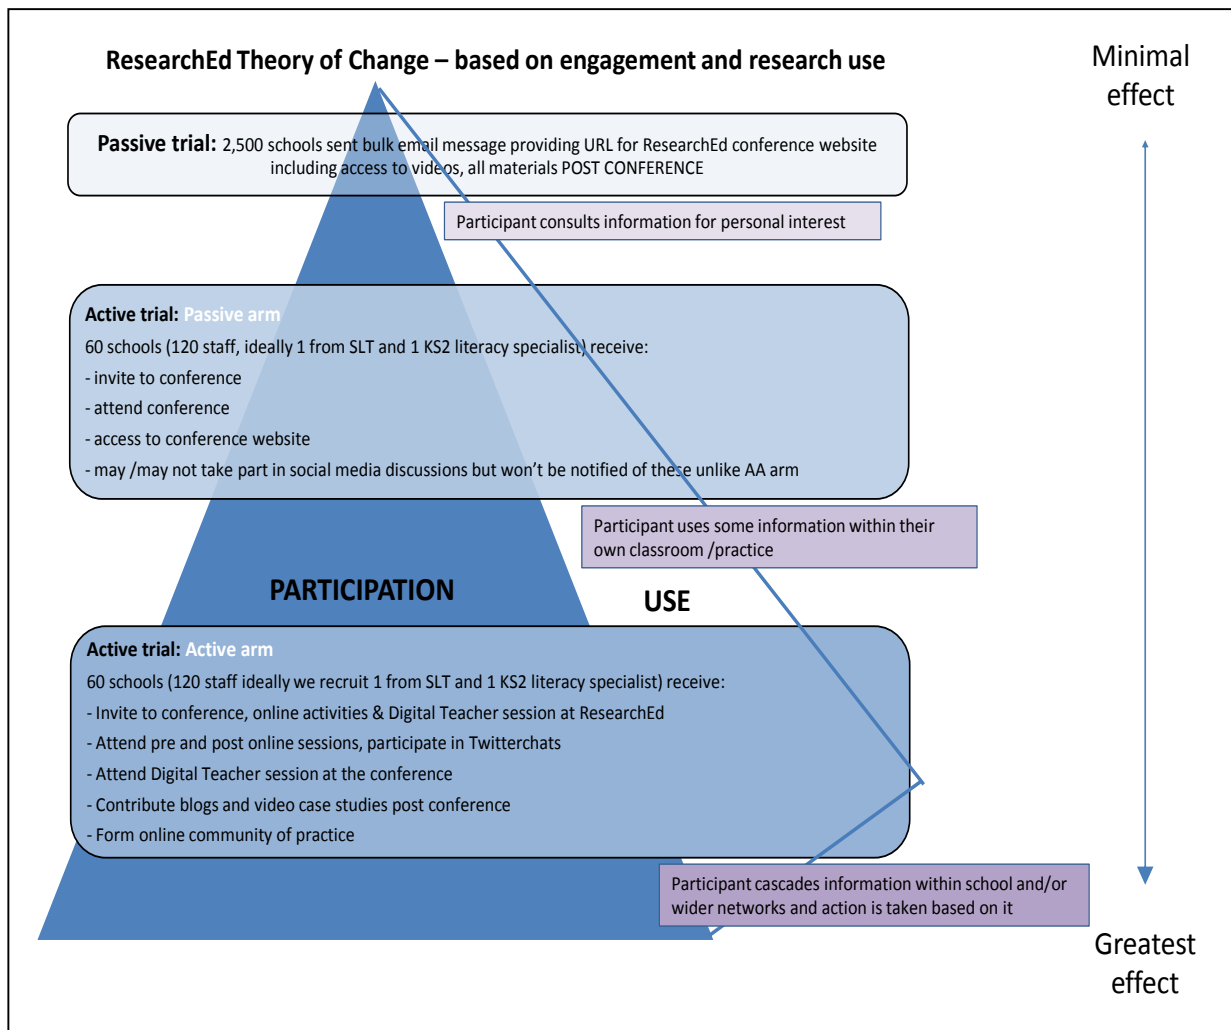 ResearchEd Theory of Change – based on engagement and research use
Minimal
effect
Passive trial: 2,500 schools sent bulk email message providing URL for ResearchEd conference website
including access to videos, all materials POST CONFERENCE
Participant consults information for personal interest
Active trial: Passive arm
60 schools (120 staff, ideally 1 from SLT and 1 KS2 literacy specialist) receive:
- invite to conference
- attend conference
- access to conference website
- may /may not take part in social media discussions but won't be notified of these unlike AA arm
Participant uses some information within their
own classroom /practice
PARTICIPATION
USE
Active trial: Active arm
60 schools (120 staff ideally we recruit 1 from SLT and 1 KS2 literacy specialist) receive:
- Invite to conference, online activities & Digital Teacher session at ResearchEd
- Attend pre and post online sessions, participate in Twitterchats
- Attend Digital Teacher session at the conference
- Contribute blogs and video case studies post conference
- Form online community of practice
Participant cascades information within school and/or
wider networks and action is taken based on it
Greatest
effect